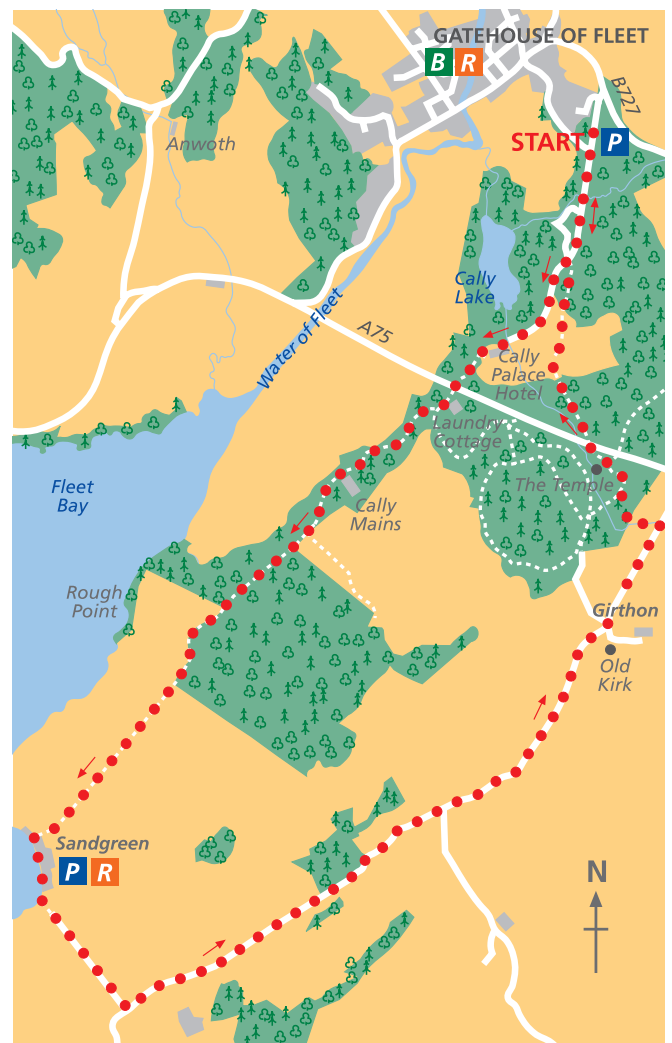 GATEHOUSE OF FLEET
B R
B727
START P
Anwoth
Cally
Lake
Water of Fleet
A75
Cally
Palace
Hotel
Laundry
Cottage
Fleet
Bay
The Temple
Cally
Mains
Rough
Point
Girthon
Old
Kirk
Sandgreen
P R
N